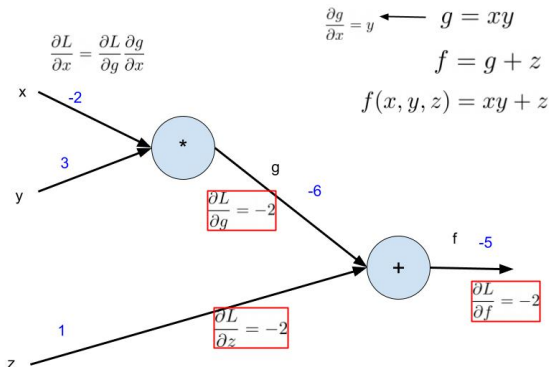 ∂g/∂x = y
g = xy
∂L/∂x = ∂L/∂g ∂g/∂x
f = g + z
f(x, y, z) = xy + z
x
-2
*
3
y
g
-6
∂L/∂g = −2
f
-5
+
∂L/∂f = −2
1
∂L/∂z = −2
z